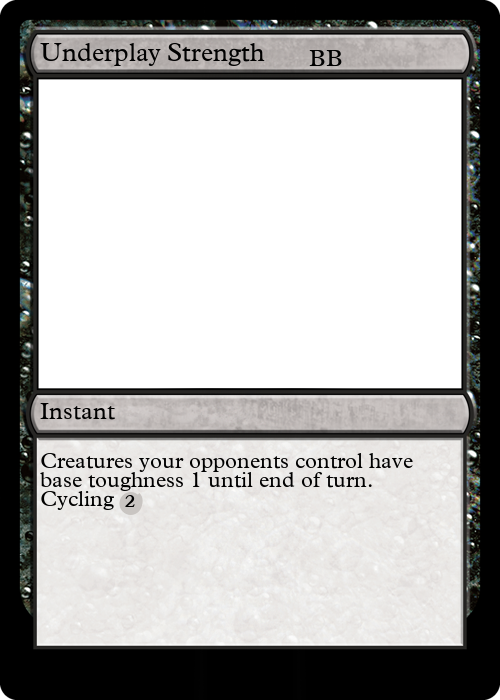 Underplay Strength BB
Instant
Creatures your opponents control have
base toughness 1 until end of turn.
Cycling 2